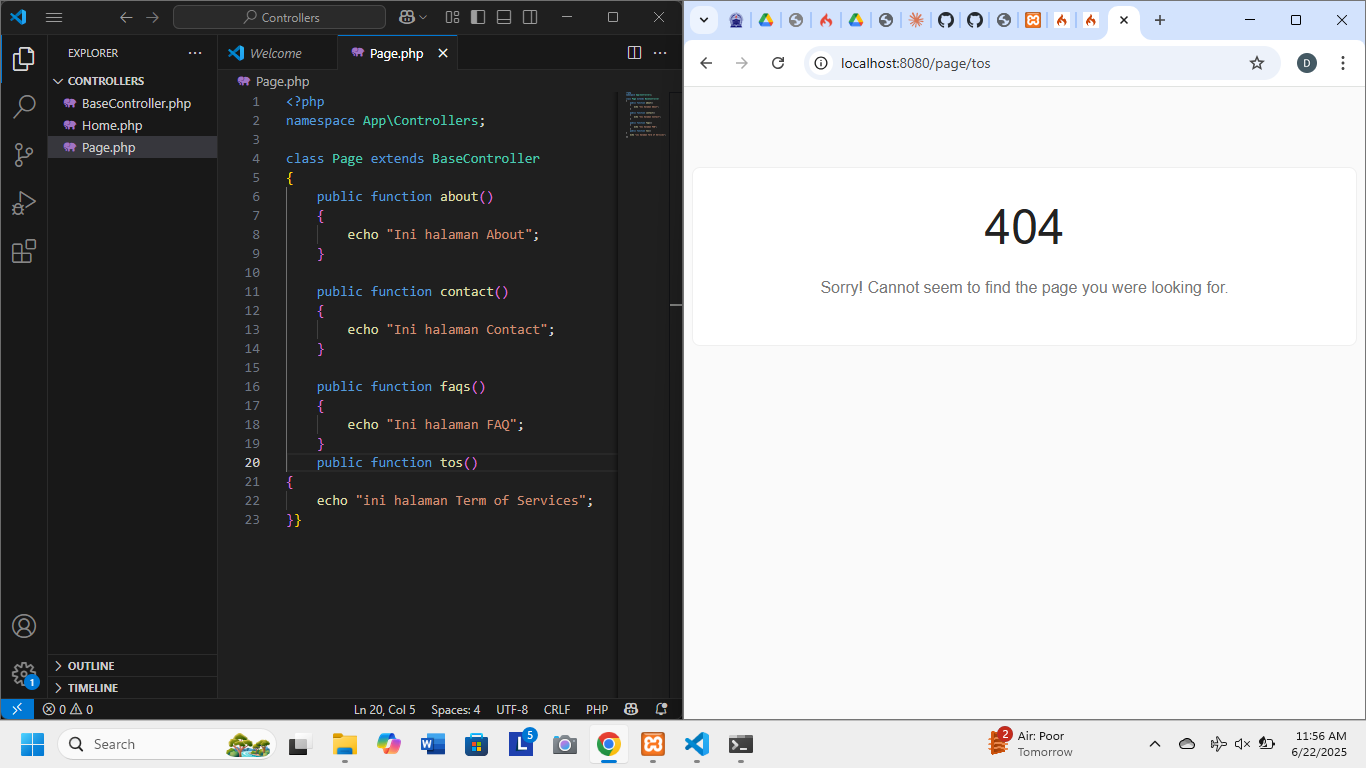 Controllers
EXPLORER
CONTROLLERS
BaseController.php
Home.php
Page.php
OUTLINE
TIMELINE
Welcome
Page.php
Page.php
1 <?php
2 namespace App\Controllers;
3
4 class Page extends BaseController
5 {
6 public function about()
7 {
8 echo "Ini halaman About";
9 }
10
11 public function contact()
12 {
13 echo "Ini halaman Contact";
14 }
15
16 public function faqs()
17 {
18 echo "Ini halaman FAQ";
19 }
20 public function tos()
21 {
22 echo "ini halaman Term of Services";
23 }}
1
0 0
Ln 20, Col 5 Spaces: 4 UTF-8 CRLF PHP
localhost:8080/page/tos
D
404
Sorry! Cannot seem to find the page you were looking for.
Search
5
2
Air: Poor
Tomorrow
11:56 AM
6/22/2025